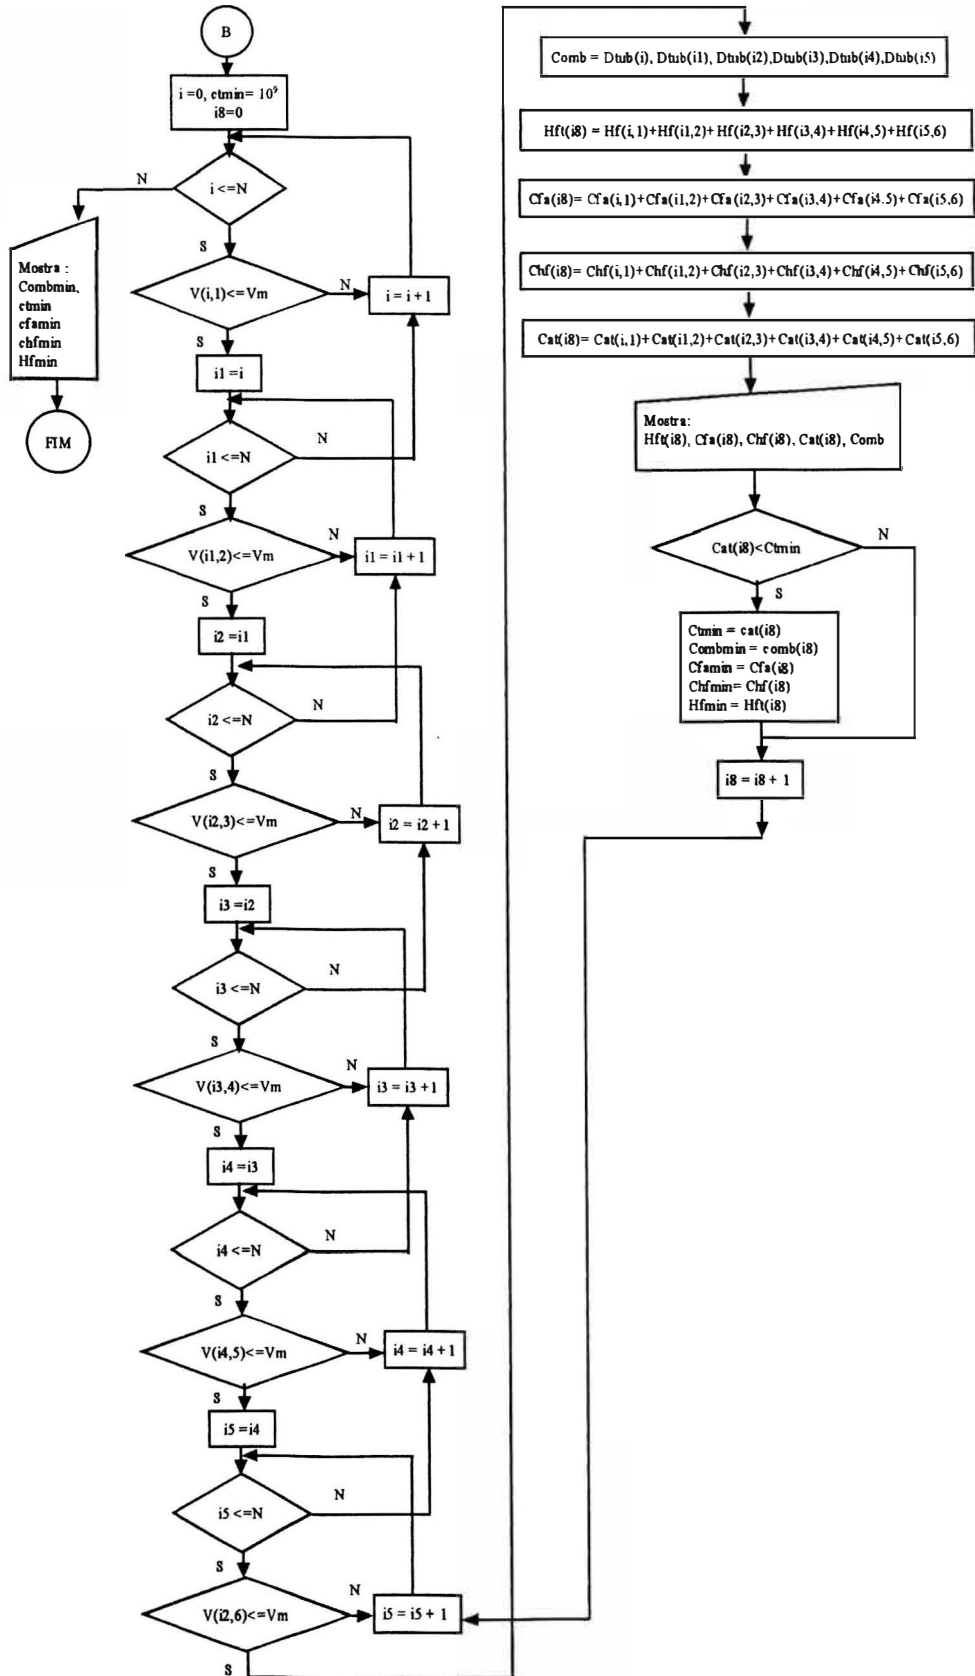 B
i =0, ctmin= 10⁹
i8=0
i <=N
N
S
Mostra :
Combmin,
ctmin
cfamin
chfmin
Hfmin
FIM
V(i,1)<=Vm
N
i = i + 1
S
i1 =i
i1 <=N
N
S
V(i1,2)<=Vm
N
i1 = i1 + 1
S
i2 =i1
i2 <=N
N
S
V(i2,3)<=Vm
N
i2 = i2 + 1
S
i3 =i2
i3 <=N
N
S
V(i3,4)<=Vm
N
i3 = i3 + 1
S
i4 =i3
i4 <=N
N
S
V(i4,5)<=Vm
N
i4 = i4 + 1
S
i5 =i4
i5 <=N
N
S
V(i2,6)<=Vm
N
i5 = i5 + 1
S
Comb = Dtub(i), Dtub(i1), Dtub(i2),Dtub(i3),Dtub(i4),Dtub(i5)
Hft(i8) = Hf(i,1)+Hf(i1,2)+ Hf(i2,3)+ Hf(i3,4)+ Hf(i4,5)+ Hf(i5,6)
Cfa(i8)= Cfa(i,1)+Cfa(i1,2)+Cfa(i2,3)+Cfa(i3,4)+Cfa(i4.5)+ Cfa(i5,6)
Chf(i8)= Chf(i,1)+Chf(i1,2)+ Chf(i2,3)+ Chf(i3,4)+ Chf(i4,5)+ Chf(i5,6)
Cat(i8)= Cat(i,1)+Cat(i1,2)+ Cat(i2,3)+ Cat(i3,4)+ Cat(i4,5)+ Cat(i5,6)
Mostra:
Hft(i8), Cfa(i8), Chf(i8), Cat(i8), Comb
Cat(i8)<Ctmin
N
S
Ctmin = cat(i8)
Combmin = comb(i8)
Cfamin = Cfa(i8)
Chfmin= Chf(i8)
Hfmin = Hft(i8)
i8 = i8 + 1